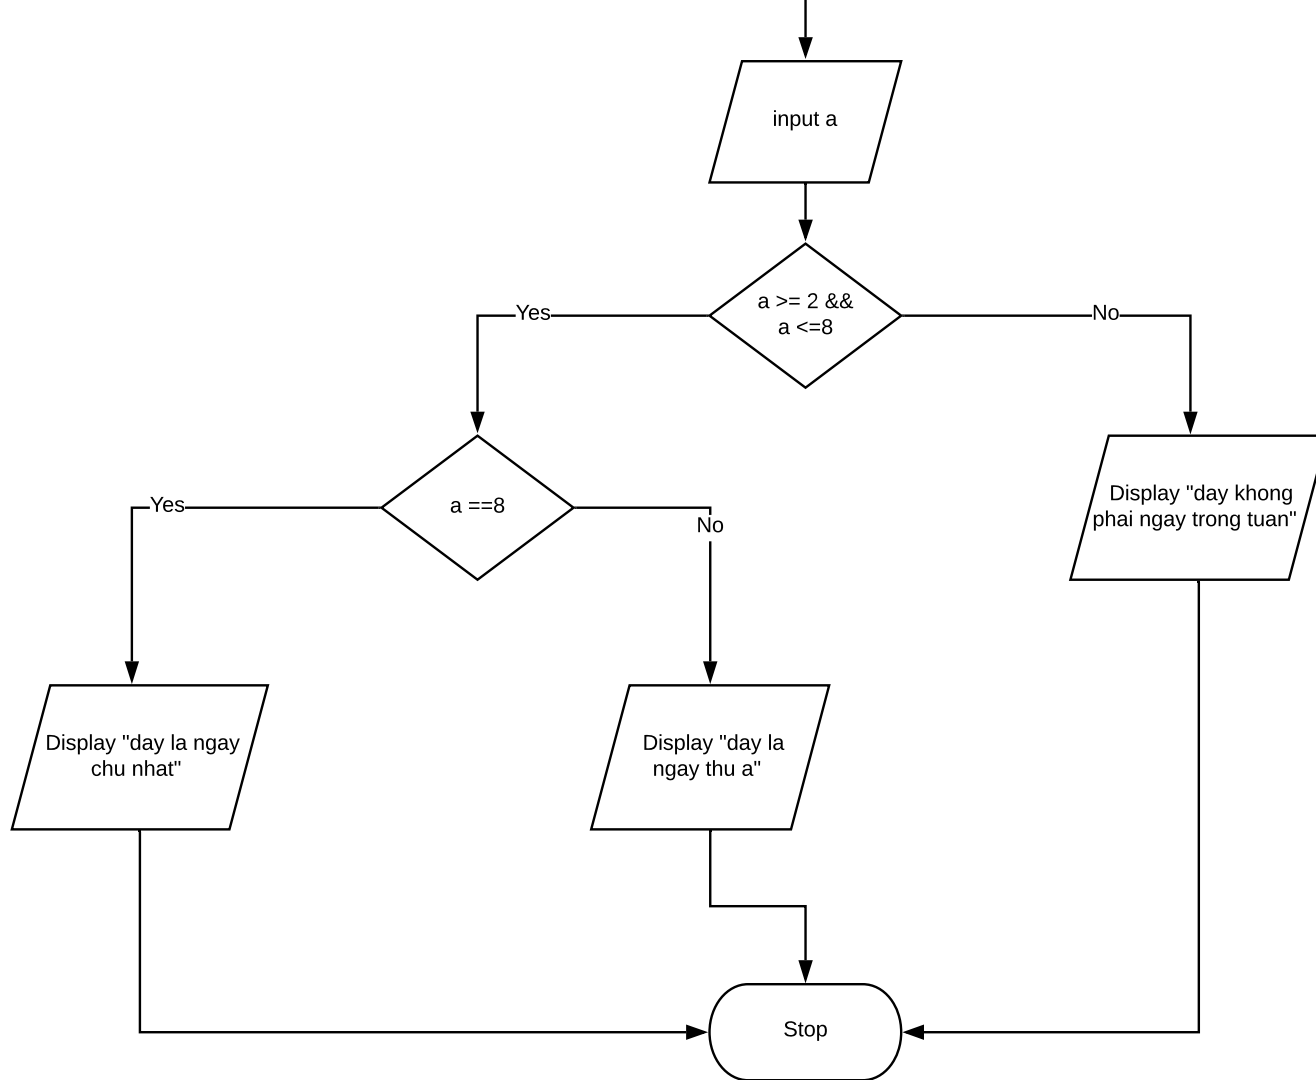 input a
a >= 2 &&
a <=8
Yes
No
a ==8
Yes
No
Display "day khong
phai ngay trong tuan"
Display "day la ngay
chu nhat"
Display "day la
ngay thu a"
Stop